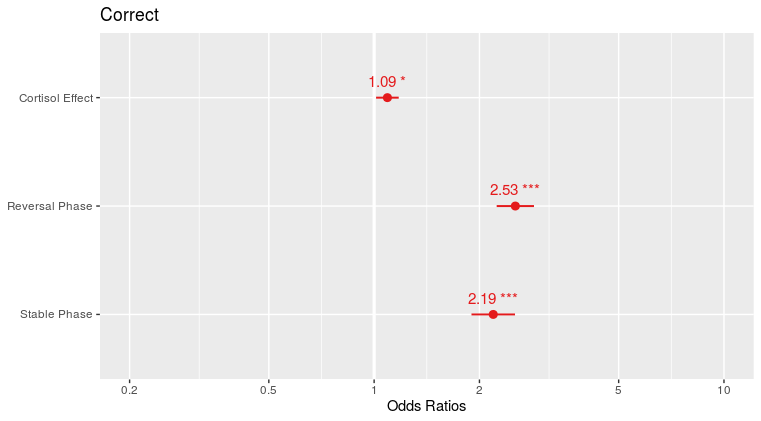 Correct
Cortisol Effect
1.09 *
Reversal Phase
2.53 ***
Stable Phase
2.19 ***
0.2 0.5 1 2 5 10
Odds Ratios